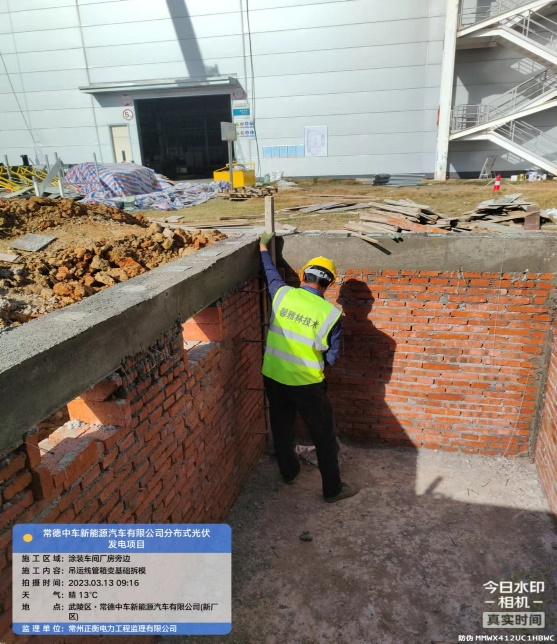 5
馨雅林技术
常德中车新能源汽车有限公司分布式光伏
发电项目
施工区域：涂装车间厂房旁边
施工内容：吊运线管箱变基础拆模
拍摄时间：2023.03.13 09:16
天　　气：晴 13℃
地　　点：武陵区·常德中车新能源汽车有限公司(新厂
区)
监理单位：常州正衡电力工程监理有限公司
今日水印
相机
真实时间
防伪 MMWX412UC1HBWC